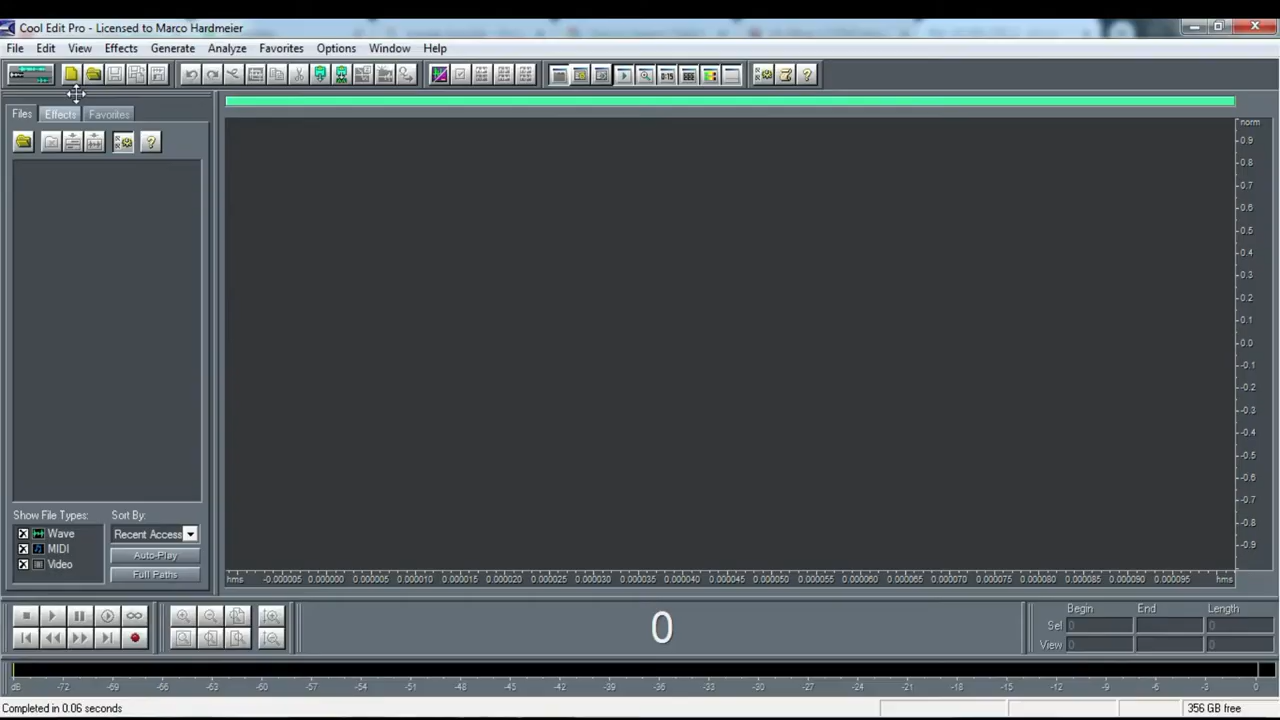 Cool Edit Pro - Licensed to Marco Hardmeier
File Edit View Effects Generate Analyze Favorites Options Window Help
Files Effects Favorites
norm
0.9
0.8
0.7
0.6
0.5
0.4
0.3
0.2
0.1
0.0
-0.1
-0.2
-0.3
-0.4
-0.5
-0.6
-0.7
-0.8
-0.9
Show File Types: Sort By:
Wave Recent Access
MIDI Auto-Play
Video Full Paths
hms -0.000005 0.000000 0.000005 0.000010 0.000015 0.000020 0.000025 0.000030 0.000035 0.000040 0.000045 0.000050 0.000055 0.000060 0.000065 0.000070 0.000075 0.000080 0.000085 0.000090 0.000095 hms
0
Begin End Length
Sel 0 0
View 0 0
dB -72 -69 -66 -63 -60 -57 -54 -51 -48 -45 -42 -39 -36 -33 -30 -27 -24 -21 -18 -15 -12 -9 -6 -3 0
Completed in 0.06 seconds 356 GB free